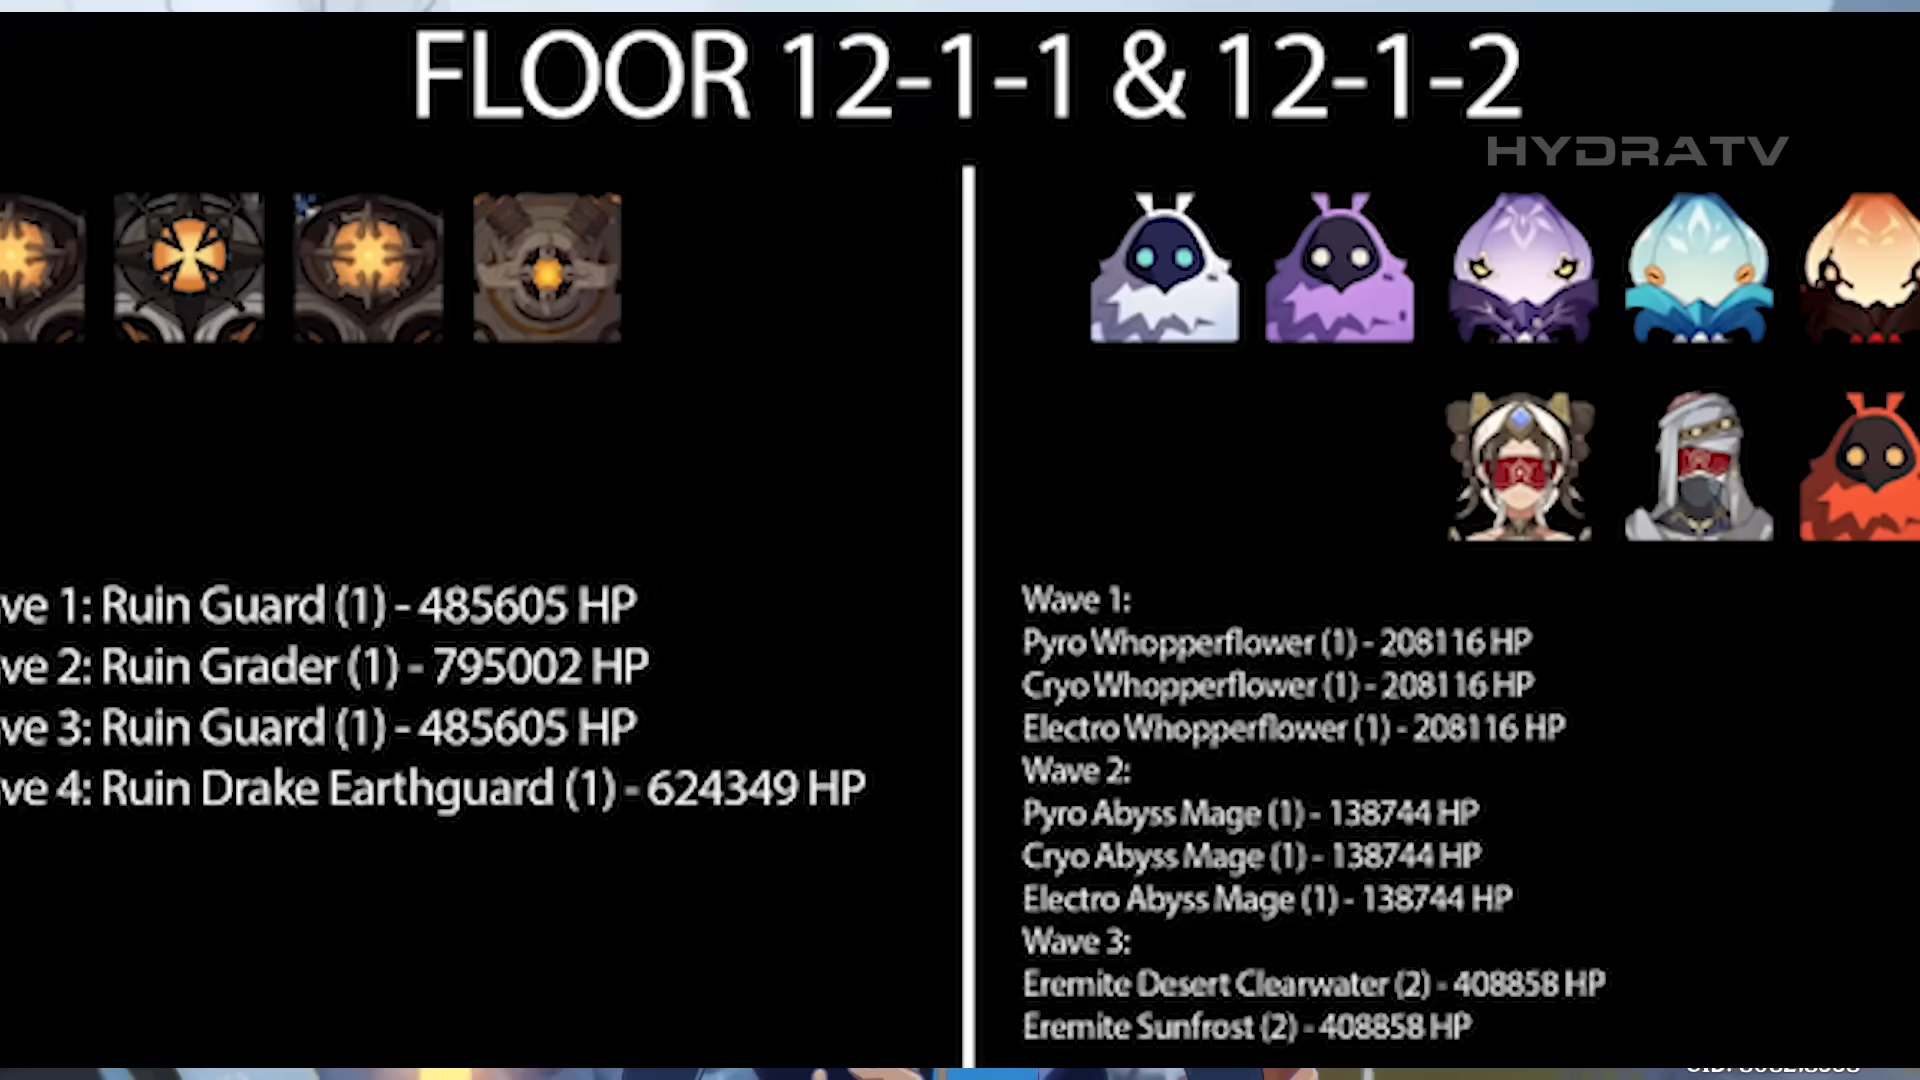 FLOOR 12-1-1 & 12-1-2
HYDRATV
ve 1: Ruin Guard (1) - 485605 HP
ve 2: Ruin Grader (1) - 795002 HP
ve 3: Ruin Guard (1) - 485605 HP
ve 4: Ruin Drake Earthguard (1) - 624349 HP
Wave 1:
Pyro Whopperflower (1) - 208116 HP
Cryo Whopperflower (1) - 208116 HP
Electro Whopperflower (1) - 208116 HP
Wave 2:
Pyro Abyss Mage (1) - 138744 HP
Cryo Abyss Mage (1) - 138744 HP
Electro Abyss Mage (1) - 138744 HP
Wave 3:
Eremite Desert Clearwater (2) - 408858 HP
Eremite Sunfrost (2) - 408858 HP